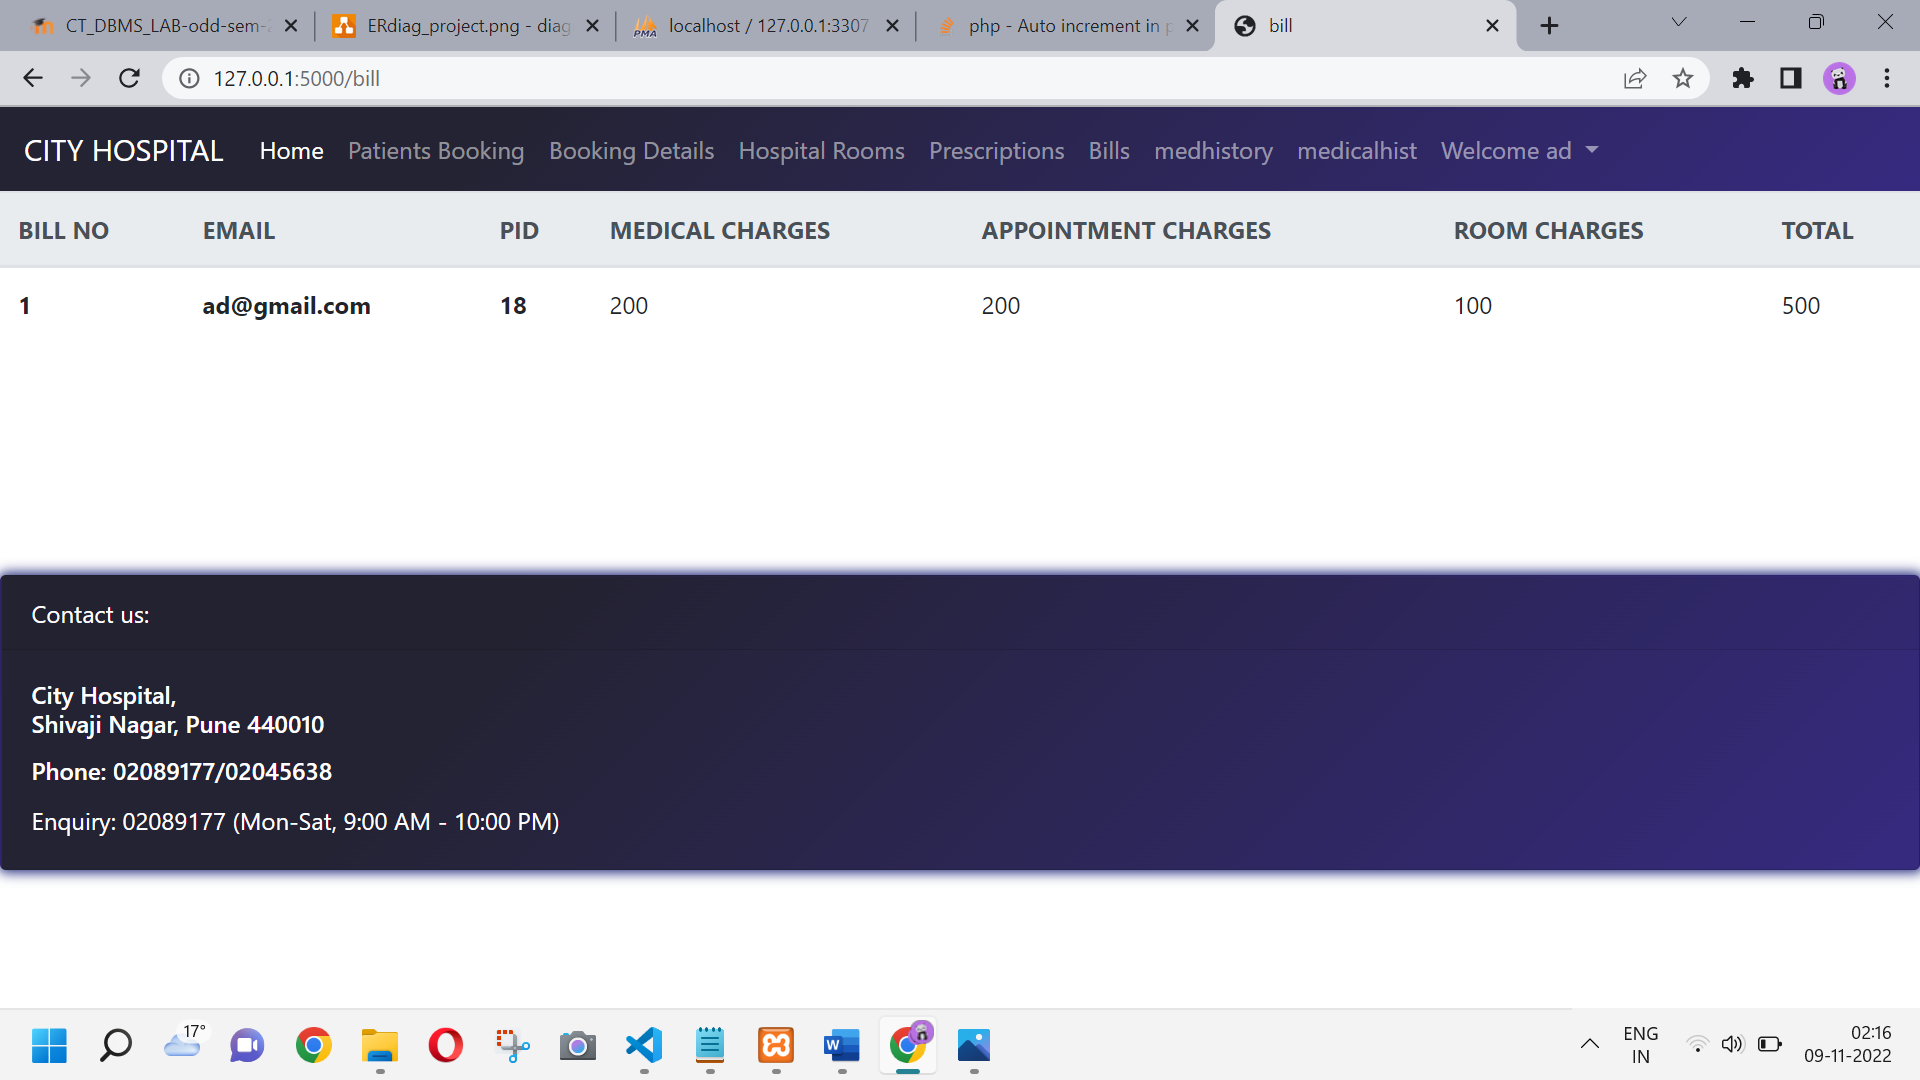 CT_DBMS_LAB-odd-sem-2
ERdiag_project.png - diag
localhost / 127.0.0.1:3307
php - Auto increment in p
bill
127.0.0.1:5000/bill
CITY HOSPITAL Home Patients Booking Booking Details Hospital Rooms Prescriptions Bills medhistory medicalhist Welcome ad
BILL NO EMAIL PID MEDICAL CHARGES APPOINTMENT CHARGES ROOM CHARGES TOTAL
1 ad@gmail.com 18 200 200 100 500
Contact us:
City Hospital,
Shivaji Nagar, Pune 440010
Phone: 02089177/02045638
Enquiry: 02089177 (Mon-Sat, 9:00 AM - 10:00 PM)
17°
ENG
IN
02:16
09-11-2022